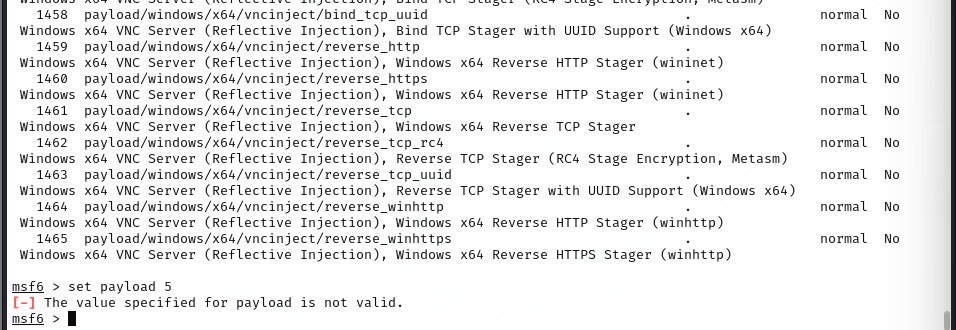 Windows x64 VNC Server (Reflective Injection), Bind TCP Stager (RC4 Stage Encryption, Metasm)
1458 payload/windows/x64/vncinject/bind_tcp_uuid . normal No
Windows x64 VNC Server (Reflective Injection), Bind TCP Stager with UUID Support (Windows x64)
1459 payload/windows/x64/vncinject/reverse_http . normal No
Windows x64 VNC Server (Reflective Injection), Windows x64 Reverse HTTP Stager (wininet)
1460 payload/windows/x64/vncinject/reverse_https . normal No
Windows x64 VNC Server (Reflective Injection), Windows x64 Reverse HTTP Stager (wininet)
1461 payload/windows/x64/vncinject/reverse_tcp . normal No
Windows x64 VNC Server (Reflective Injection), Windows x64 Reverse TCP Stager
1462 payload/windows/x64/vncinject/reverse_tcp_rc4 . normal No
Windows x64 VNC Server (Reflective Injection), Reverse TCP Stager (RC4 Stage Encryption, Metasm)
1463 payload/windows/x64/vncinject/reverse_tcp_uuid . normal No
Windows x64 VNC Server (Reflective Injection), Reverse TCP Stager with UUID Support (Windows x64)
1464 payload/windows/x64/vncinject/reverse_winhttp . normal No
Windows x64 VNC Server (Reflective Injection), Windows x64 Reverse HTTP Stager (winhttp)
1465 payload/windows/x64/vncinject/reverse_winhttps . normal No
Windows x64 VNC Server (Reflective Injection), Windows x64 Reverse HTTPS Stager (winhttp)
msf6 > set payload 5
[-] The value specified for payload is not valid.
msf6 >